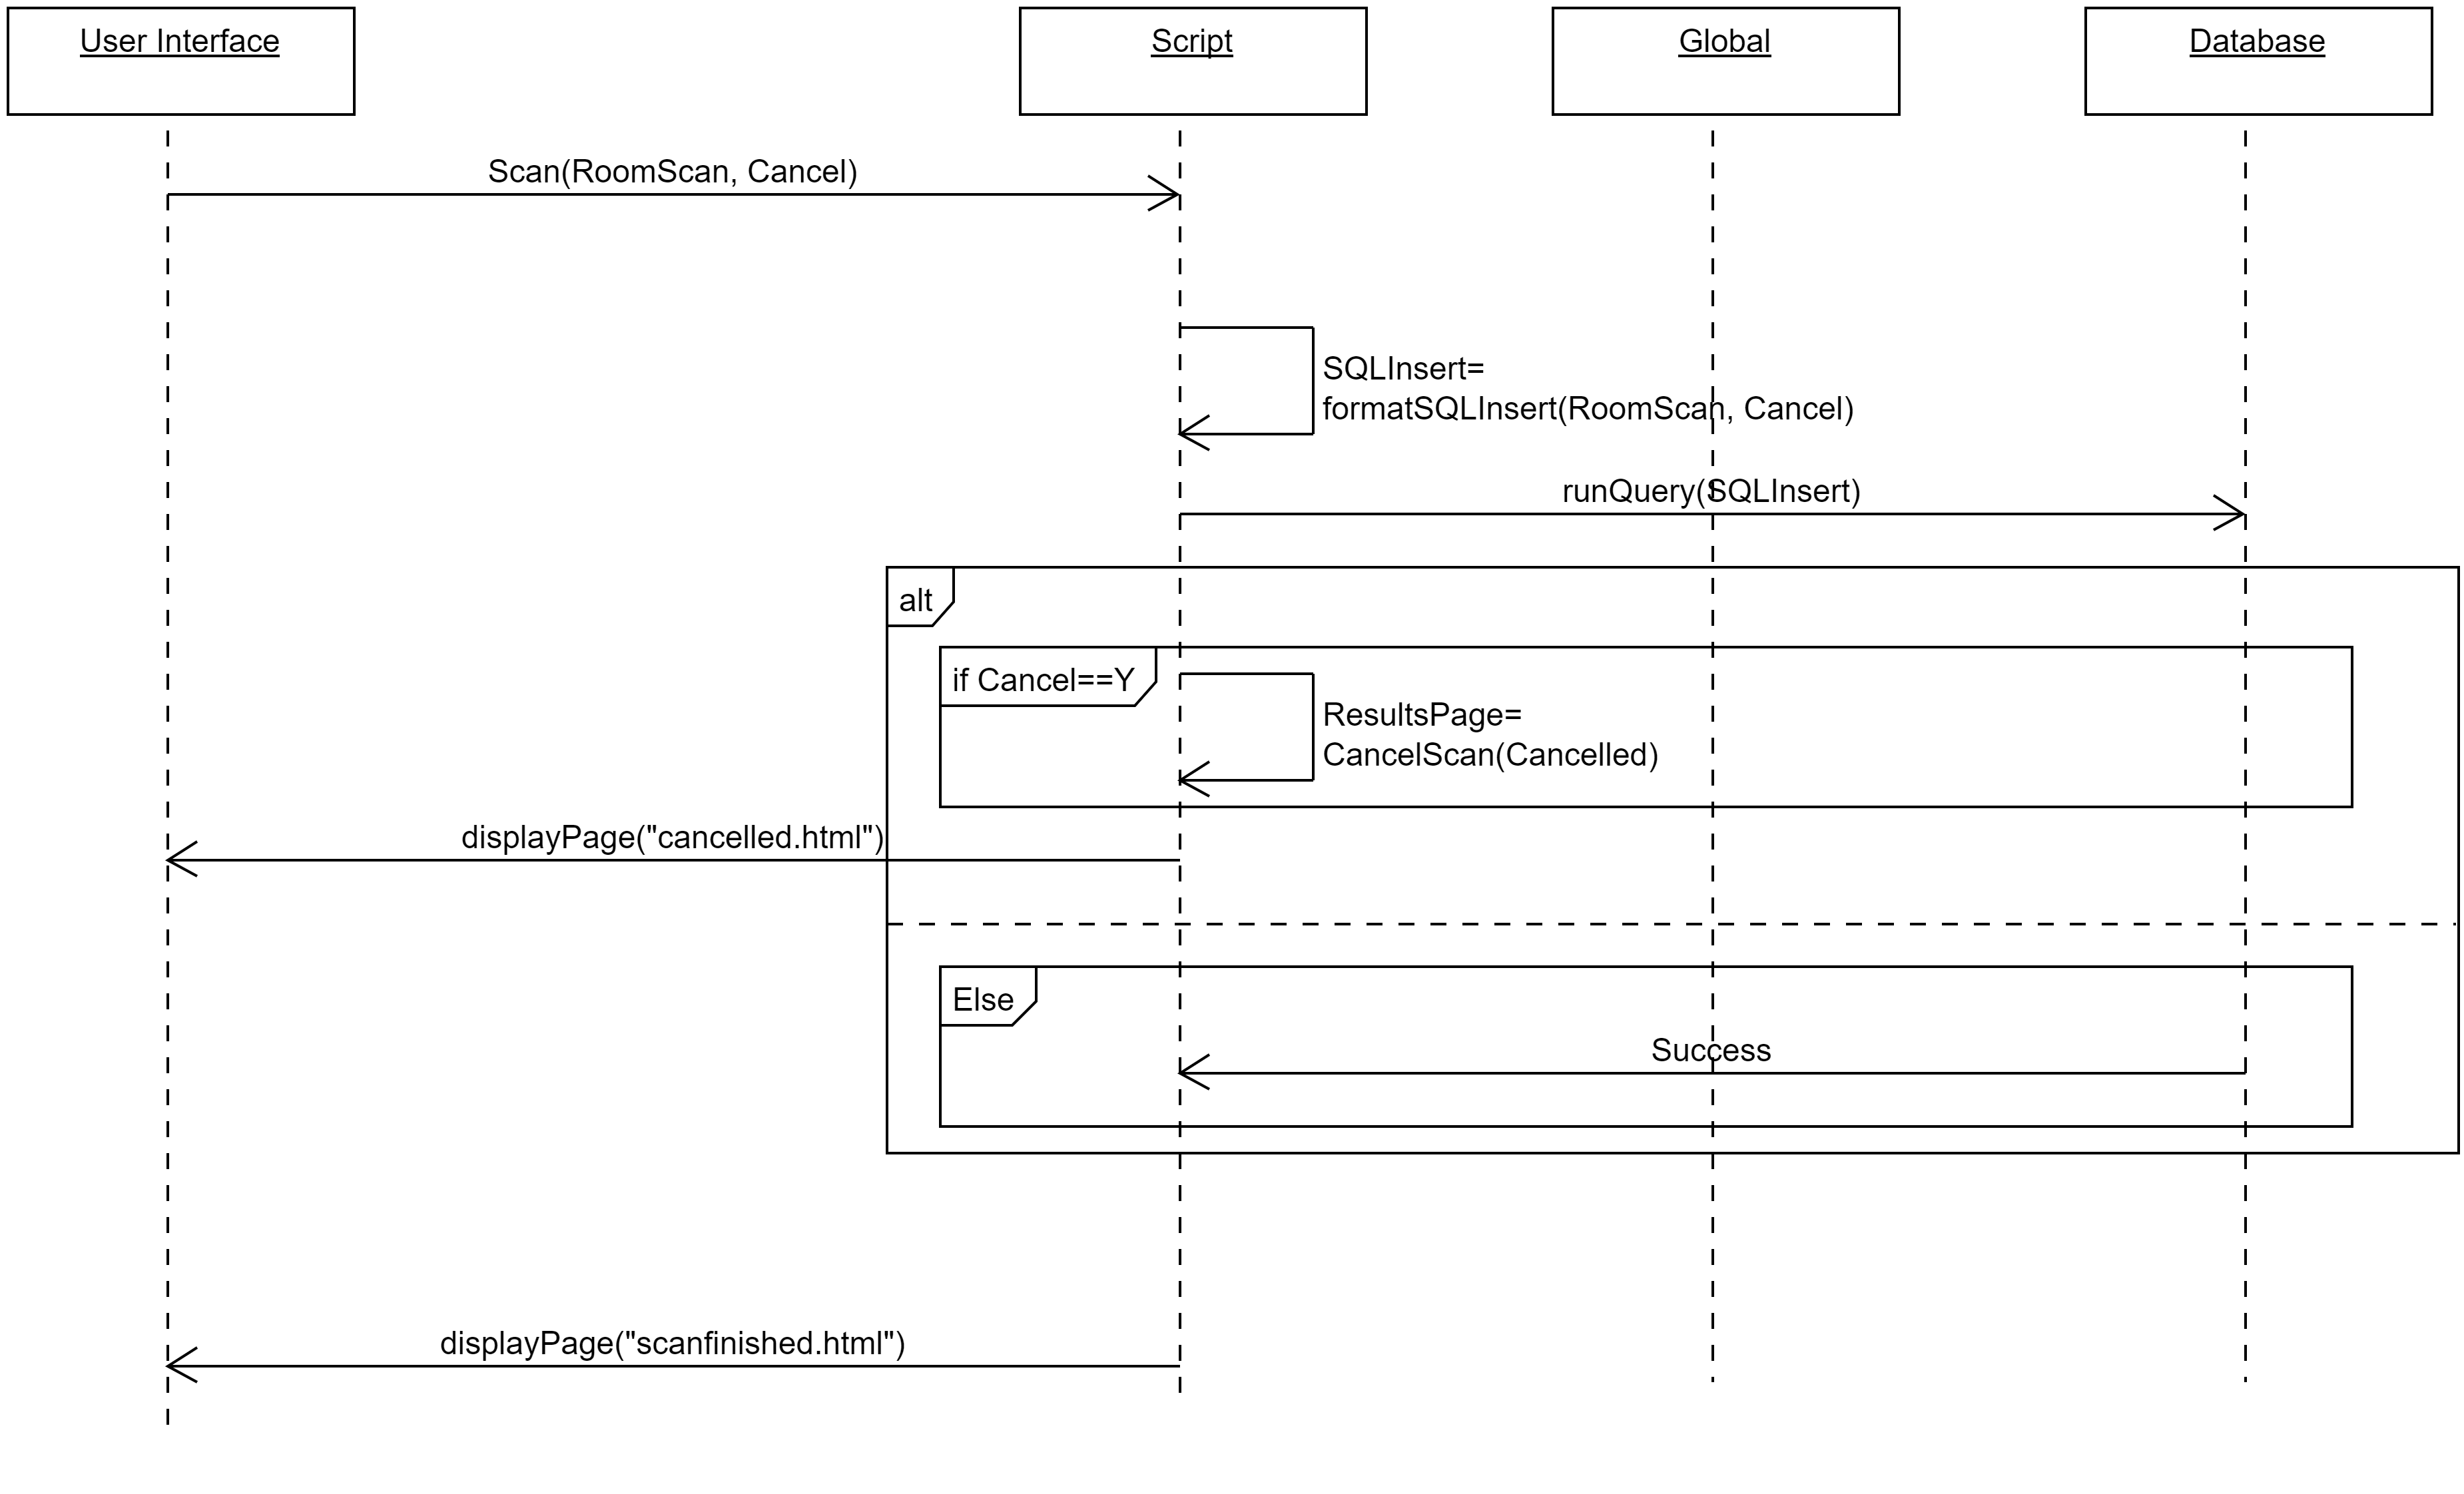 User Interface
Script
Global
Database
Scan(RoomScan, Cancel)
SQLInsert=
formatSQLInsert(RoomScan, Cancel)
runQuery(SQLInsert)
alt
if Cancel==Y
ResultsPage=
CancelScan(Cancelled)
displayPage("cancelled.html")
Else
Success
displayPage("scanfinished.html")